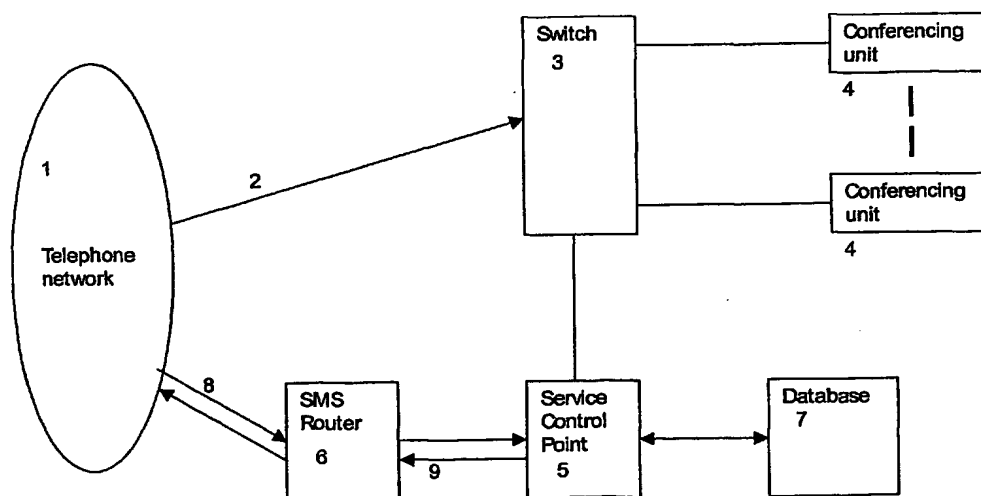 Switch
3
Conferencing
unit
4
1
2
Conferencing
unit
4
Telephone
network
8
SMS
Router
6
9
Service
Control
Point
5
Database
7